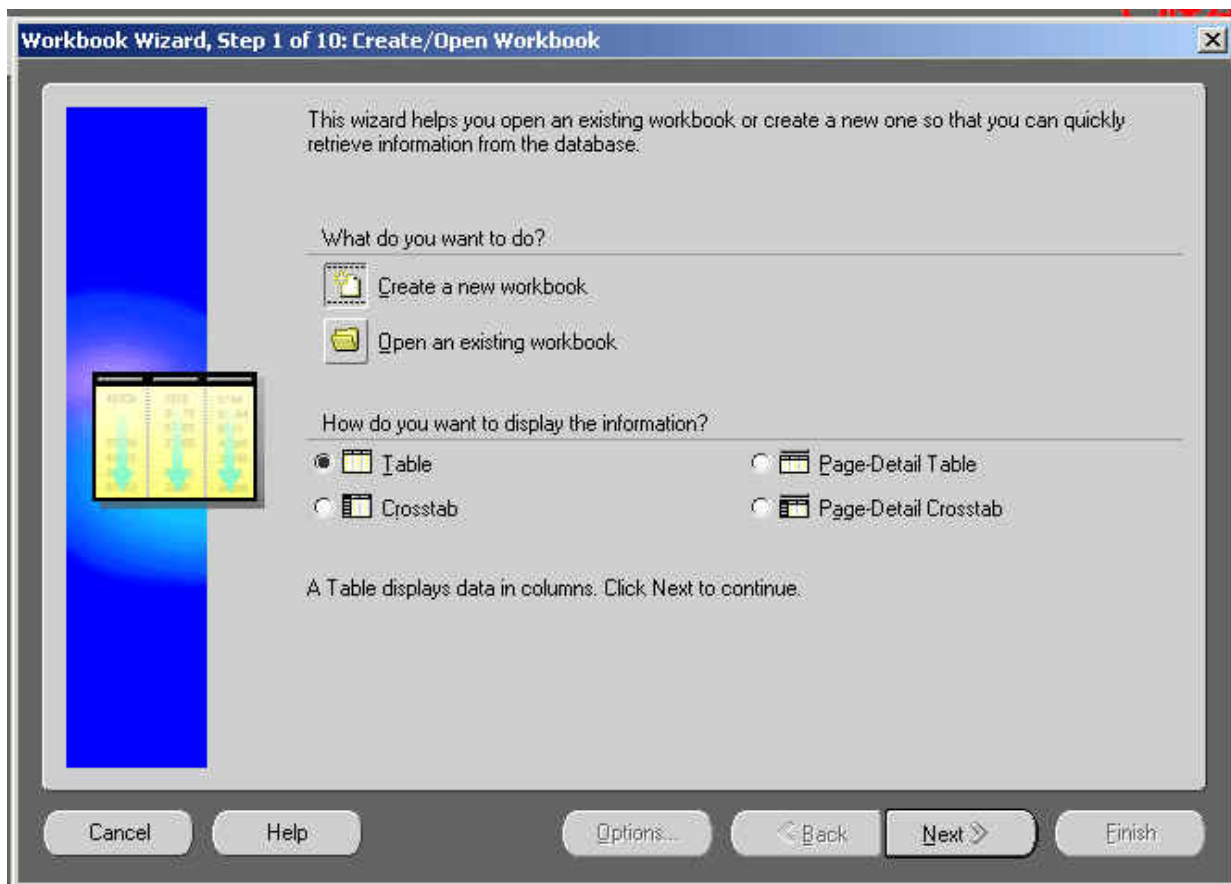 Workbook Wizard, Step 1 of 10: Create/Open Workbook
This wizard helps you open an existing workbook or create a new one so that you can quickly
retrieve information from the database.
What do you want to do?
Create a new workbook
Open an existing workbook
How do you want to display the information?
Table
Page-Detail Table
Crosstab
Page-Detail Crosstab
A Table displays data in columns. Click Next to continue.
Cancel
Help
Options...
Back
Next
Finish